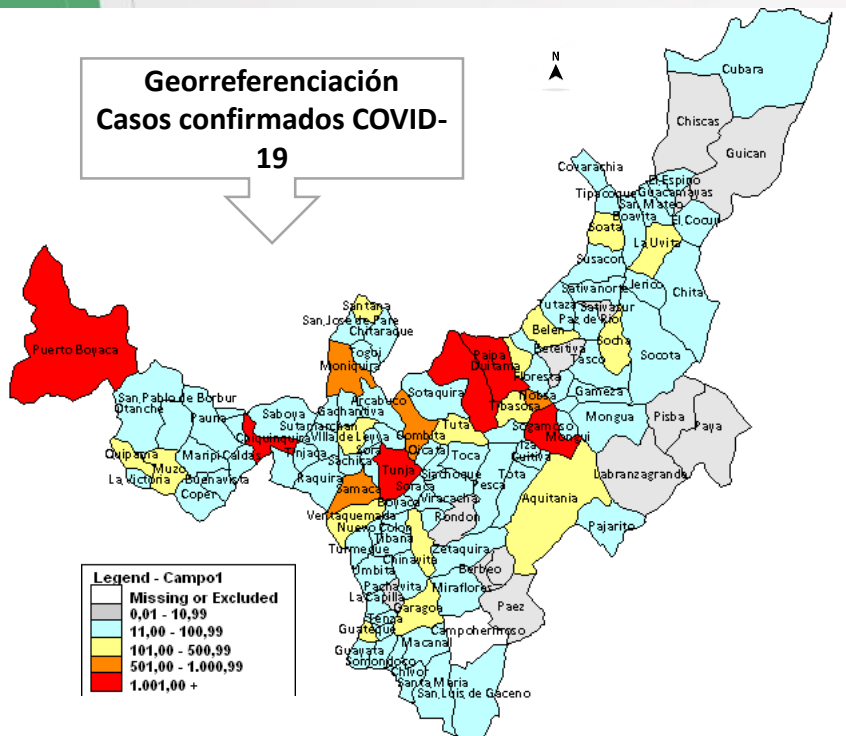 Georreferenciación
Casos confirmados COVID-
19
N
Cubara
Chiscas
Guican
Covarachia
El Espino
Tipacoque
Guacamayas
San Mateo
Boavita
El Cocuy
Soata
La Uvita
Susacon
Sativanorte
Jerico
Chita
Tutaza
Sativasur
Paz de Rio
Belen
Socha
Beteitiva
Tasco
Socota
Santana
San Jose de Pare
Chitaraque
Togui
Moniquira
Puerto Boyaca
Paipa
Duitama
Floresta
Gameza
Sotaquira
Nobsa
Tibasosa
Mongua
Pisba
Paya
San Pablo de Borbur
Otanche
Pauna
Arcabuco
Saboya
Gachantiva
Sutamarchan
Villa de Leyva
Combita
Tuta
Sogamoso
Mongui
Chiquinquira
Tinjaca
Sora
Oicata
Toca
Iza
Cuitiva
Quipama
Muzo
Maripi
Caldas
Sachica
Tunja
Siachoque
Tota
Labranzagrande
La Victoria
Buenavista
Raquira
Samaca
Soraca
Pesca
Aquitania
Coper
Boyaca
Viracacha
Ventaquemada
Rondon
Pajarito
Nuevo Colon
Tibana
Turmeque
Zetaquira
Chinavita
Umbita
Berbeo
Pachavita
Miraflores
La Capilla
Garagoa
Paez
Tenza
Guateque
Campohermoso
Guayata
Macanal
Somondoco
Chivor
Santa Maria
San Luis de Gaceno
Legend - Campo1
Missing or Excluded
0,01 - 10,99
11,00 - 100,99
101,00 - 500,99
501,00 - 1.000,99
1.001,00 +